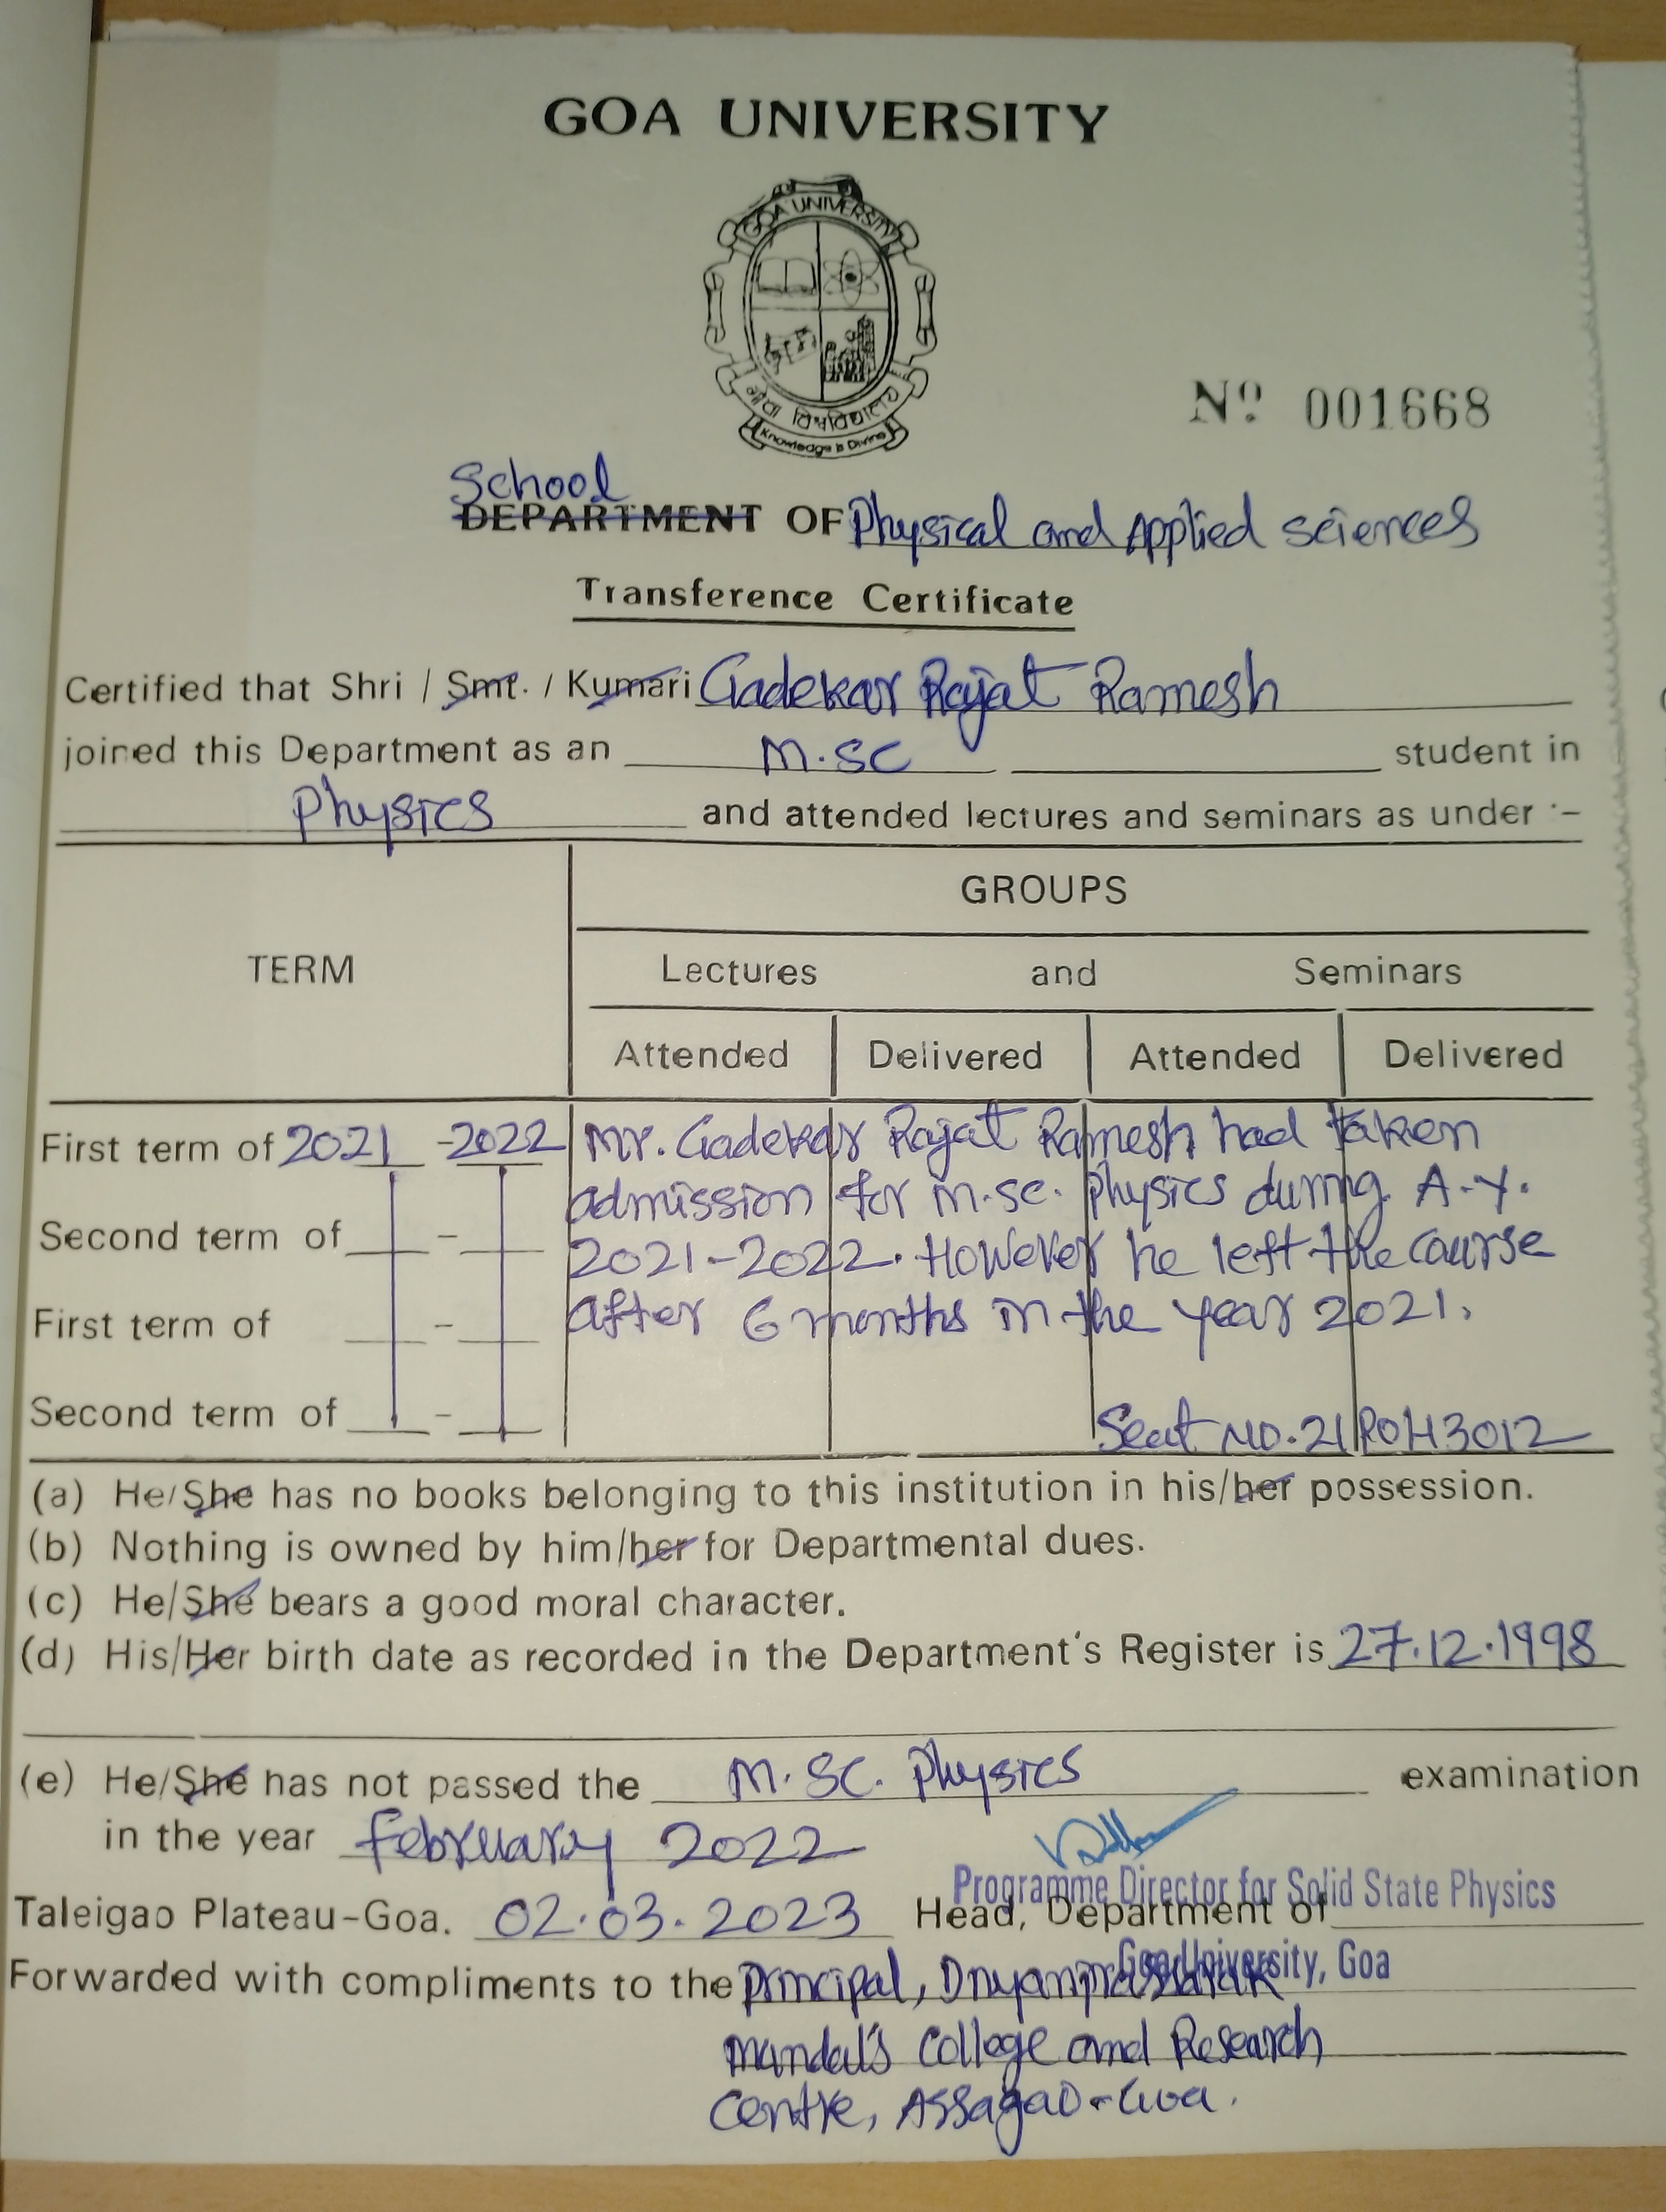 GOA UNIVERSITY
GOA UNIVERSITY
गोवा विश्वविद्यालय
Knowledge is Divine
Nº 001668
School
DEPARTMENT OF Physical and Applied Sciences
Transference Certificate
Certified that Shri / Smt. / Kumari Gadekar Rajat Ramesh
joined this Department as an M.SC student in
Physics and attended lectures and seminars as under :–
GROUPS
TERM Lectures and Seminars
Attended Delivered Attended Delivered
First term of 2021 - 2022 Mr. Gadekar Rajat Ramesh had taken
admission for M.Sc. Physics during A.Y.
Second term of -
2021-2022. However he left the course
First term of - after 6 months in the year 2021.
Second term of - Seat No. 21P0H3012
(a) He/She has no books belonging to this institution in his/her possession.
(b) Nothing is owned by him/her for Departmental dues.
(c) He/She bears a good moral character.
(d) His/Her birth date as recorded in the Department's Register is 27.12.1998
(e) He/She has not passed the M.SC. Physics examination
in the year February 2022
Programme Director for Solid State Physics
Taleigao Plateau-Goa. 02.03.2023 Head, Department of
Goa University, Goa
Forwarded with compliments to the Principal, Dnyanprassarak
Mandal's College and Research
Centre, Assagao-Goa.